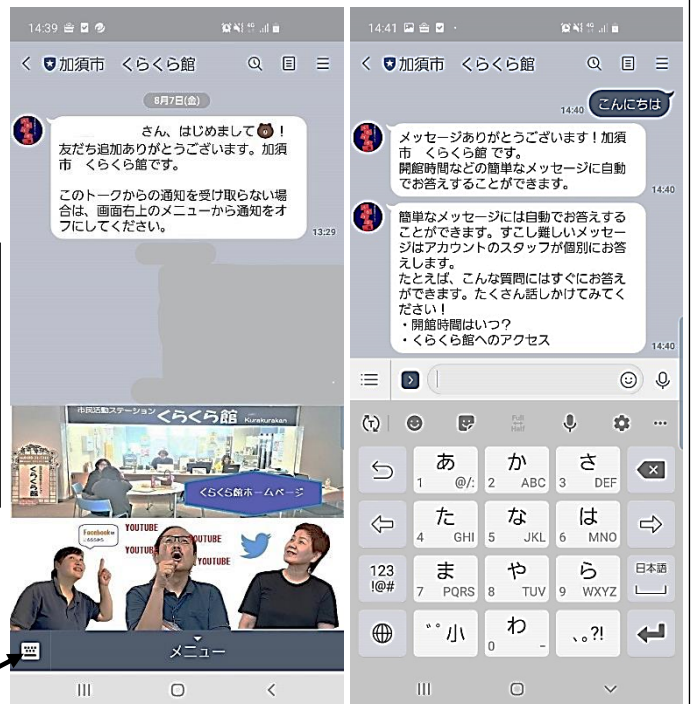 14:39
加須市 くらくら館
8月7日(金)
さん、はじめまして！
友だち追加ありがとうございます。加須
市 くらくら館です。
このトークからの通知を受け取らない場
合は、画面右上のメニューから通知をオ
フにしてください。
13:29
市民活動ステーション くらくら館 Kurakurakan
くらくら館
くらくら館ホームページ
Facebook
YOUTUBE
YOUTUBE
YOUTUBE
YOUTUBE
メニュー
14:41
加須市 くらくら館
14:40 こんにちは
メッセージありがとうございます！加須
市 くらくら館 です。
開館時間などの簡単なメッセージに自動
でお答えすることができます。
14:40
簡単なメッセージには自動でお答えする
ことができます。すこし難しいメッセー
ジはアカウントのスタッフが個別にお答
えします。
たとえば、こんな質問にはすぐにお答え
ができます。たくさん話しかけてみてく
ださい！
・開館時間はいつ？
・くらくら館へのアクセス
14:40
あ か さ
1 @/: 2 ABC 3 DEF
た な は
4 GHI 5 JKL 6 MNO
123 ま や ら 日本語
!@# 7 PQRS 8 TUV 9 WXYZ
゛゜小 わ 、。?!
0 -